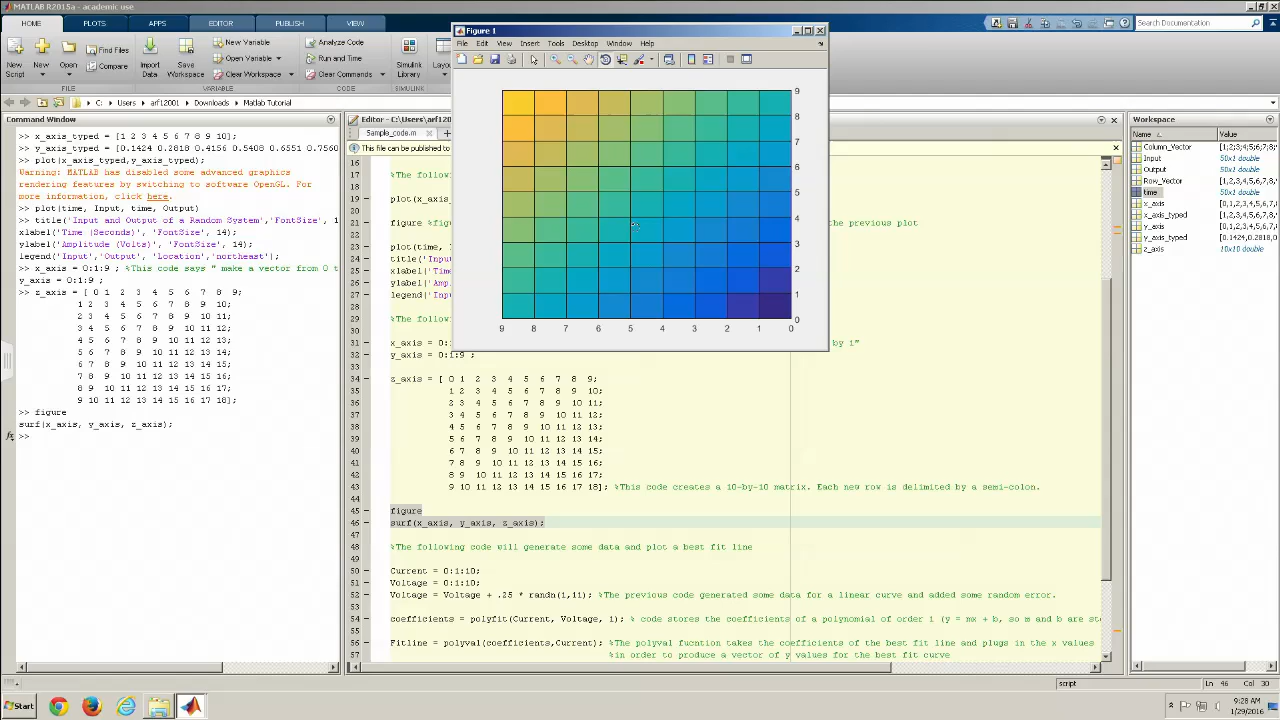 MATLAB R2015a - academic use
HOME PLOTS APPS EDITOR PUBLISH VIEW
Search Documentation
New Script
New
Open
Find Files
Compare
Import Data
Save Workspace
New Variable
Open Variable
Clear Workspace
Analyze Code
Run and Time
Clear Commands
Simulink Library
FILE
CODE
SIMULINK
C: Users arf12001 Downloads Matlab Tutorial
Command Window
>> x_axis_typed = [1 2 3 4 5 6 7 8 9 10];
>> y_axis_typed = [0.1424 0.2818 0.4156 0.5408 0.6551 0.7560
>> plot(x_axis_typed,y_axis_typed);
Warning: MATLAB has disabled some advanced graphics
rendering features by switching to software OpenGL. For
more information, click here.
>> plot(time, Input, time, Output)
>> title('Input and Output of a Random System','FontSize', 1
xlabel('Time (Seconds)', 'FontSize', 14);
ylabel('Amplitude (Volts)', 'FontSize', 14);
legend('Input','Output', 'Location','northeast');
>> x_axis = 0:1:9 ; %This code says " make a vector from 0 t
y_axis = 0:1:9 ;
>> z_axis = [ 0 1 2 3 4 5 6 7 8 9;
1 2 3 4 5 6 7 8 9 10;
2 3 4 5 6 7 8 9 10 11;
3 4 5 6 7 8 9 10 11 12;
4 5 6 7 8 9 10 11 12 13;
5 6 7 8 9 10 11 12 13 14;
6 7 8 9 10 11 12 13 14 15;
7 8 9 10 11 12 13 14 15 16;
8 9 10 11 12 13 14 15 16 17;
9 10 11 12 13 14 15 16 17 18];
>> figure
surf(x_axis, y_axis, z_axis);
>>
Figure 1
File Edit View Insert Tools Desktop Window Help
9
8
7
6
5
4
3
2
1
0
9 8 7 6 5 4 3 2 1 0
Editor - C:\Users\arf12001\Downl
Sample_code.m
This file can be published to
16
17 %The follow
18
19 plot(x_axis
20
21 figure %figu the previous plot
22
23 plot(time,
24 title('Inpu
25 xlabel('Tim
26 ylabel('Amp
27 legend('Inp
28
29 %The follow
30
31 x_axis = 0: by 1"
32 y_axis = 0:1:9 ;
33
34 z_axis = [ 0 1 2 3 4 5 6 7 8 9;
35 1 2 3 4 5 6 7 8 9 10;
36 2 3 4 5 6 7 8 9 10 11;
37 3 4 5 6 7 8 9 10 11 12;
38 4 5 6 7 8 9 10 11 12 13;
39 5 6 7 8 9 10 11 12 13 14;
40 6 7 8 9 10 11 12 13 14 15;
41 7 8 9 10 11 12 13 14 15 16;
42 8 9 10 11 12 13 14 15 16 17;
43 9 10 11 12 13 14 15 16 17 18]; %This code creates a 10-by-10 matrix. Each new row is delimited by a semi-colon.
44
45 figure
46 surf(x_axis, y_axis, z_axis);
47
48 %The following code will generate some data and plot a best fit line
49
50 Current = 0:1:10;
51 Voltage = 0:1:10;
52 Voltage = Voltage + .25 * randn(1,11); %The previous code generated some data for a linear curve and added some random error.
53
54 coefficients = polyfit(Current, Voltage, 1); % code stores the coefficients of a polynomial of order 1 (y = mx + b, so m and b are sto
55
56 Fitline = polyval(coefficients,Current); %The polyval fucntion takes the coefficients of the best fit line and plugs in the x values
57 %in order to produce a vector of y values for the best fit curve
Workspace
Name Value
Column_Vector [1;2;3;4;5;6;7;8;
Input 50x1 double
Output 50x1 double
Row_Vector [1,2,3,4,5,6,7,8,
time 50x1 double
x_axis [0,1,2,3,4,5,6,7,8
x_axis_typed [1,2,3,4,5,6,7,8,
y_axis [0,1,2,3,4,5,6,7,8
y_axis_typed [0.1424,0.2818,0
z_axis 10x10 double
script
Ln 46 Col 30
Start
9:28 AM
1/29/2016